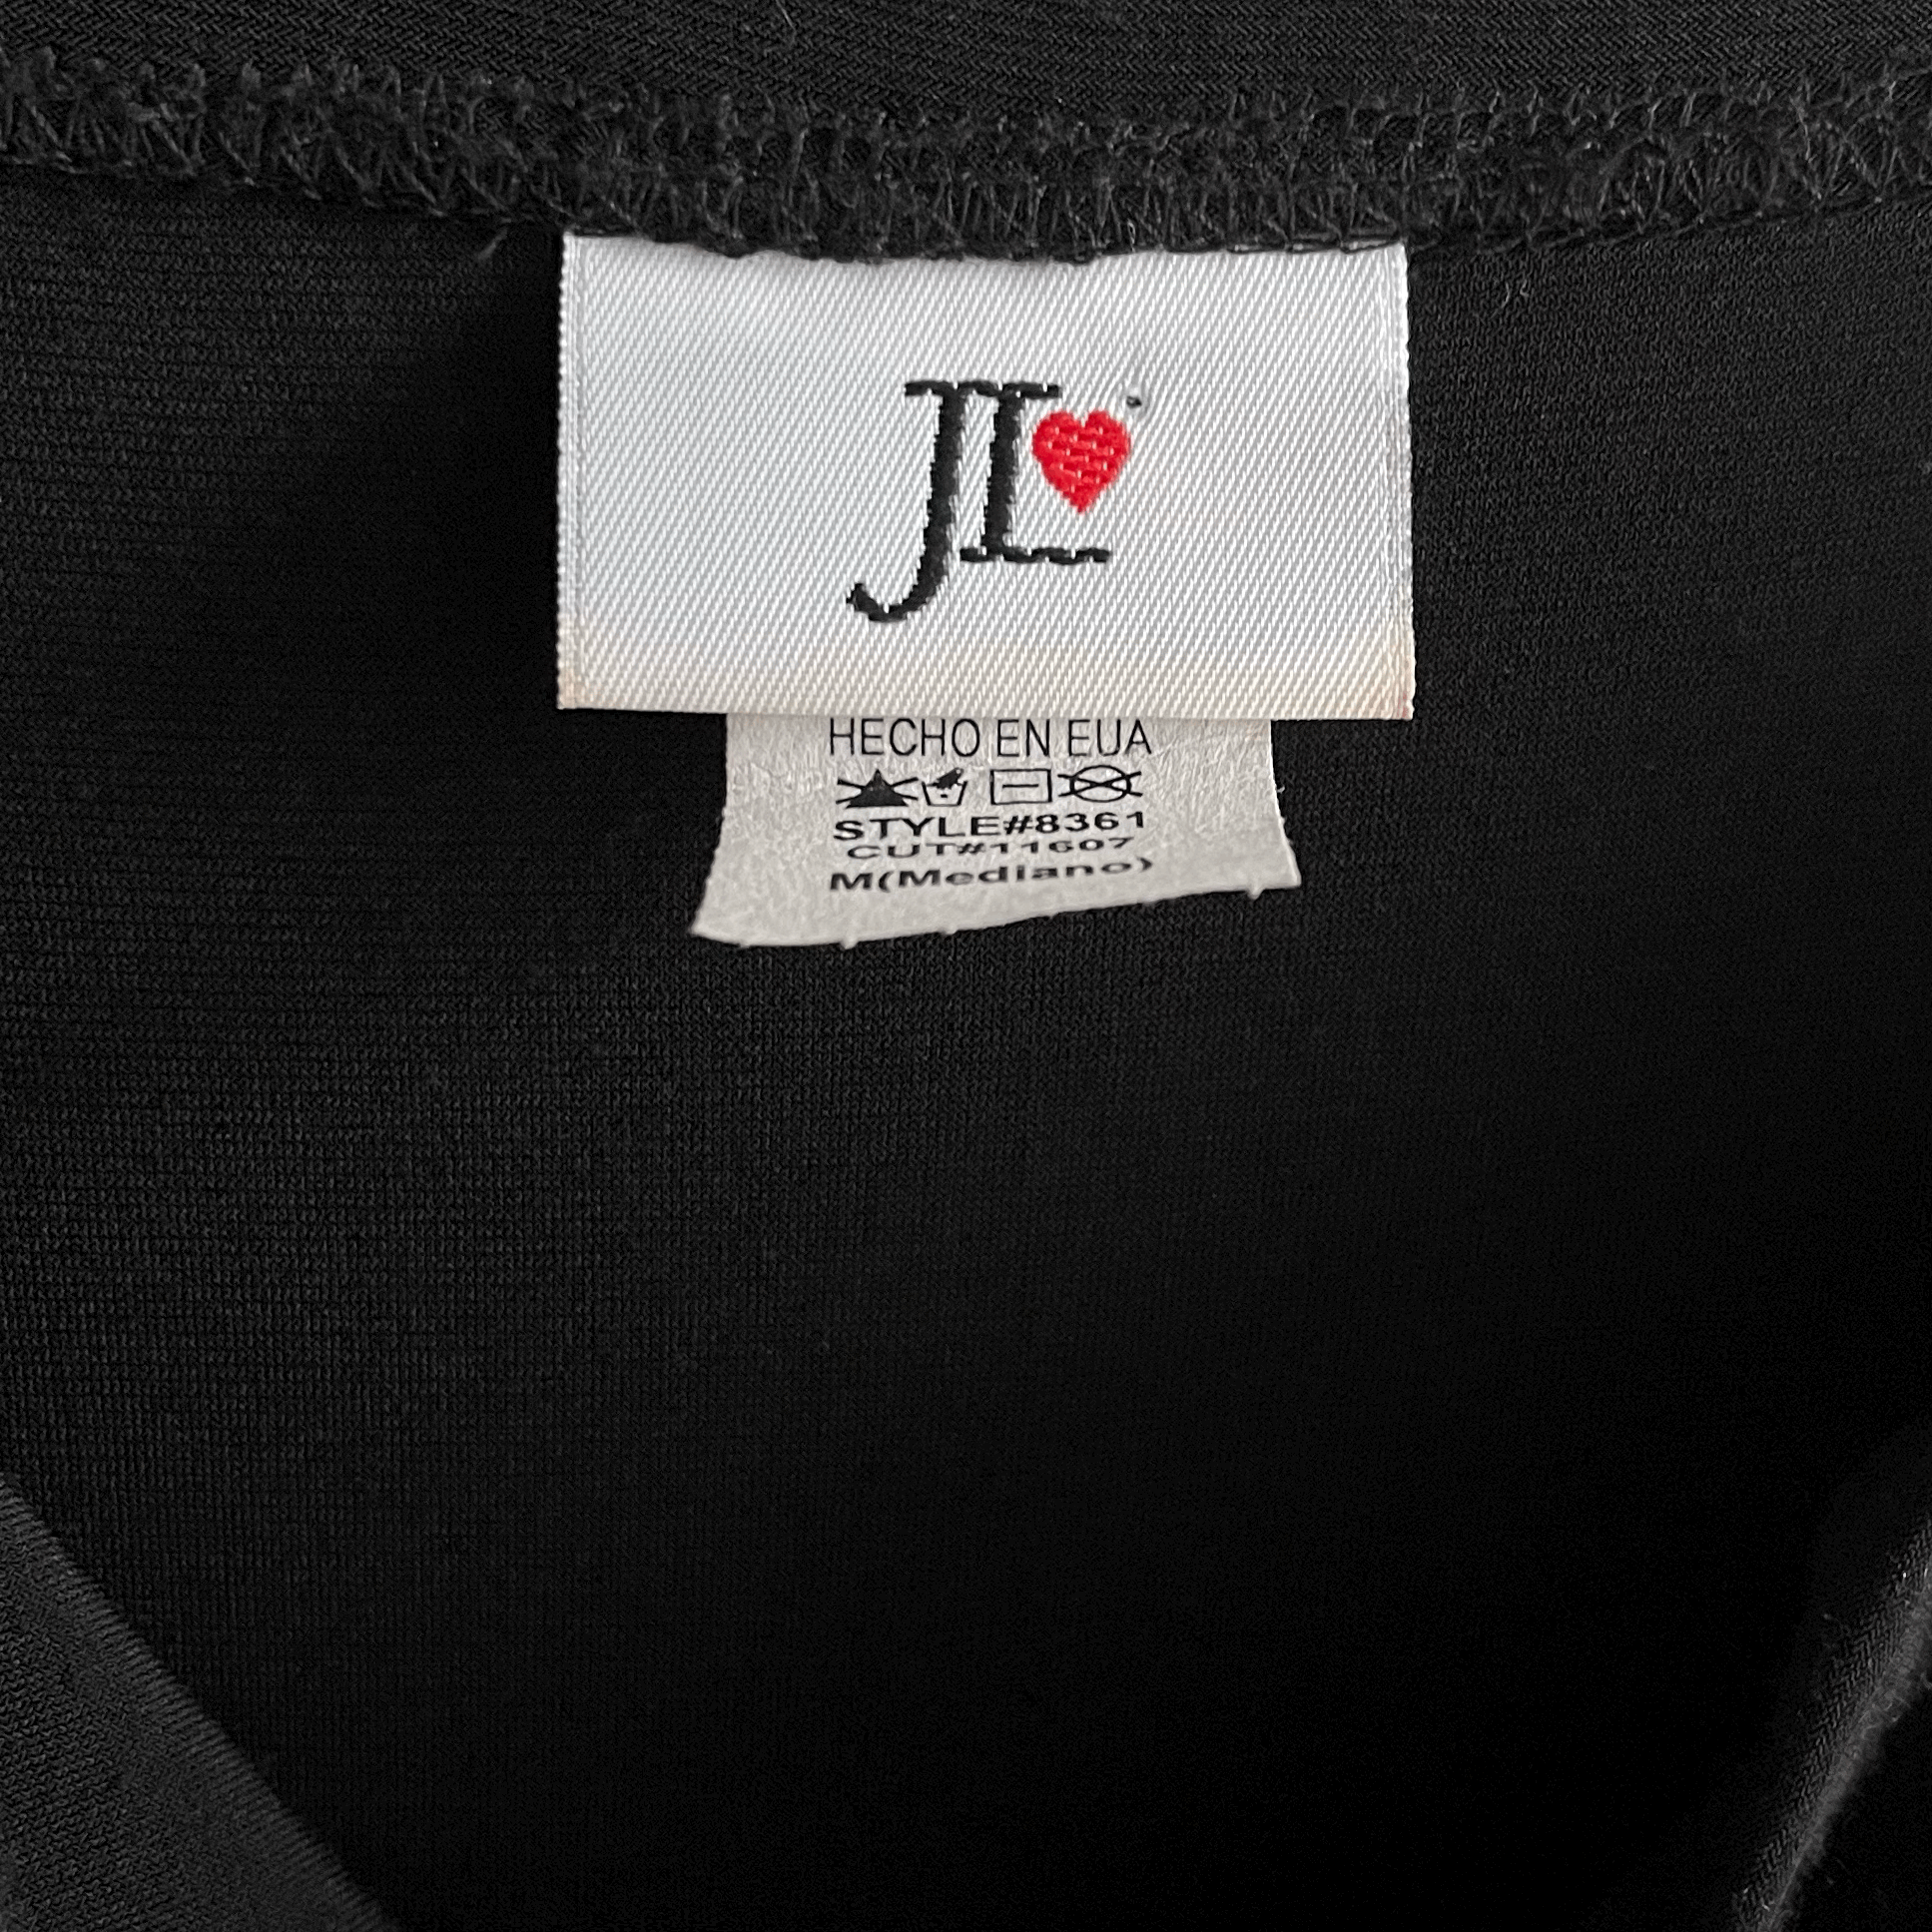 JL
HECHO EN EUA
STYLE#8361
CUT#11607
M(Mediano)